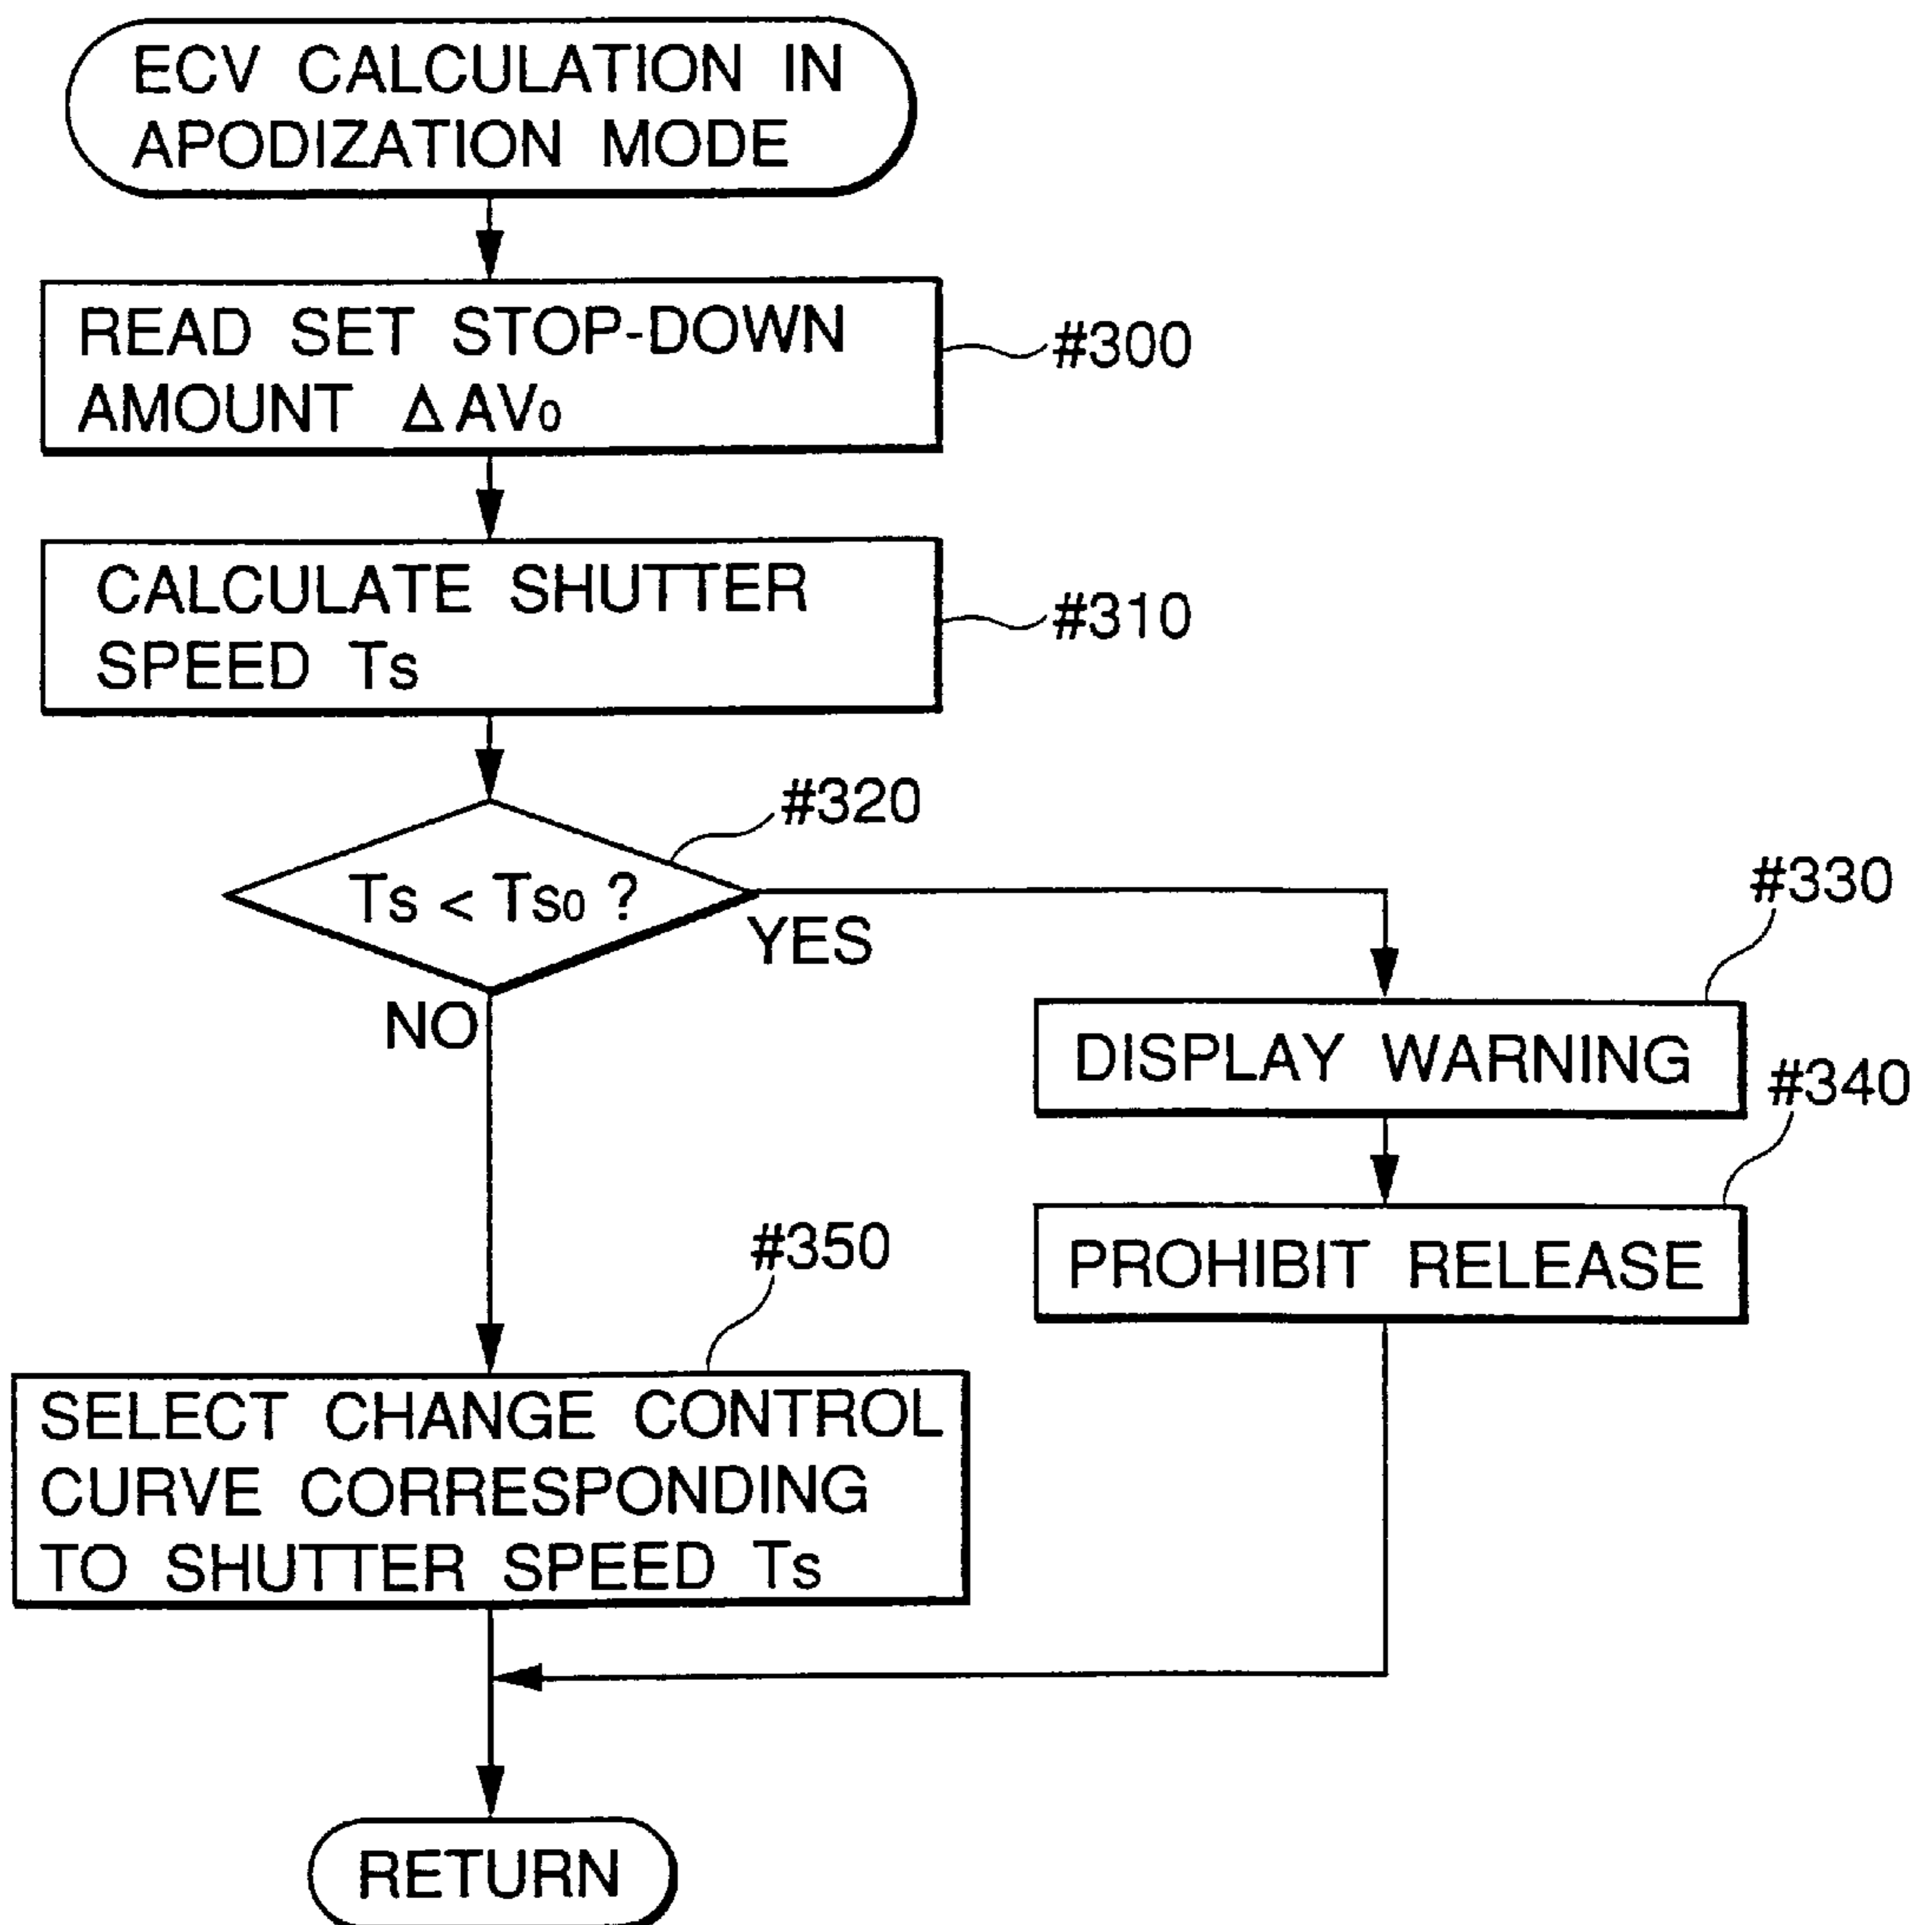 ECV CALCULATION IN
APODIZATION MODE
READ SET STOP-DOWN
AMOUNT ΔAV₀
#300
CALCULATE SHUTTER
SPEED Ts
#310
#320
Ts < Ts₀ ?
YES
NO
#330
DISPLAY WARNING
#340
PROHIBIT RELEASE
#350
SELECT CHANGE CONTROL
CURVE CORRESPONDING
TO SHUTTER SPEED Ts
RETURN